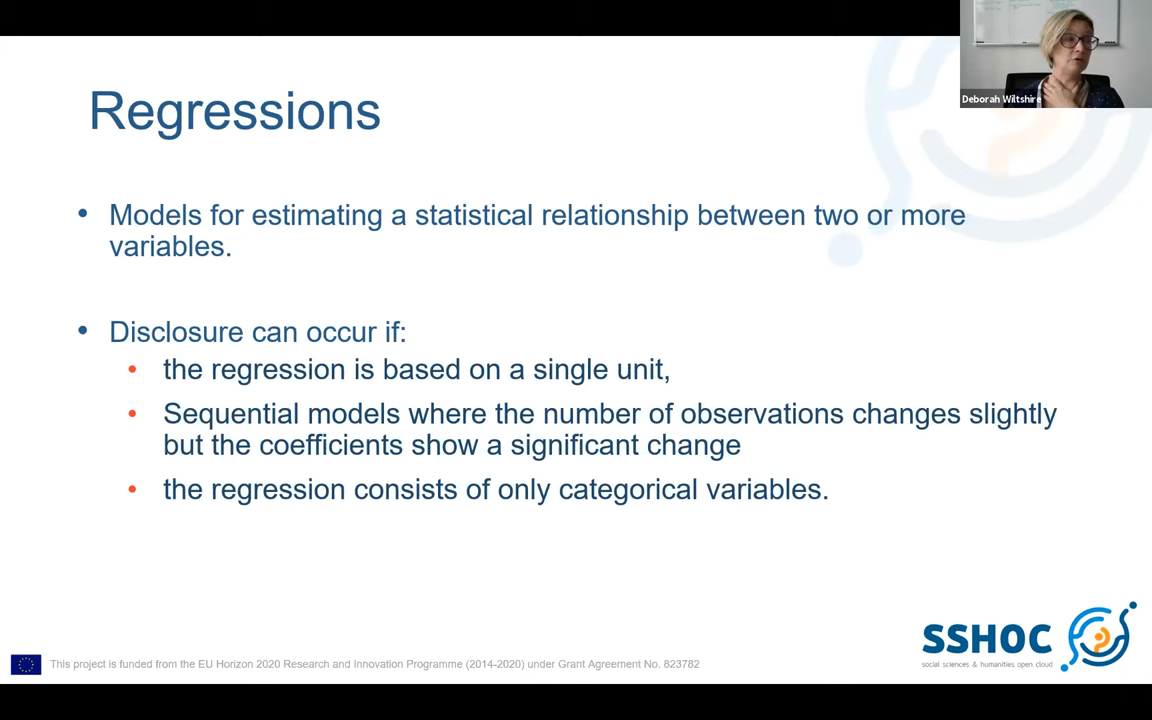 Deborah Wiltshire
Regressions
• Models for estimating a statistical relationship between two or more
variables.
• Disclosure can occur if:
• the regression is based on a single unit,
• Sequential models where the number of observations changes slightly
but the coefficients show a significant change
• the regression consists of only categorical variables.
SSHOC
social sciences & humanities open cloud
This project is funded from the EU Horizon 2020 Research and Innovation Programme (2014-2020) under Grant Agreement No. 823782